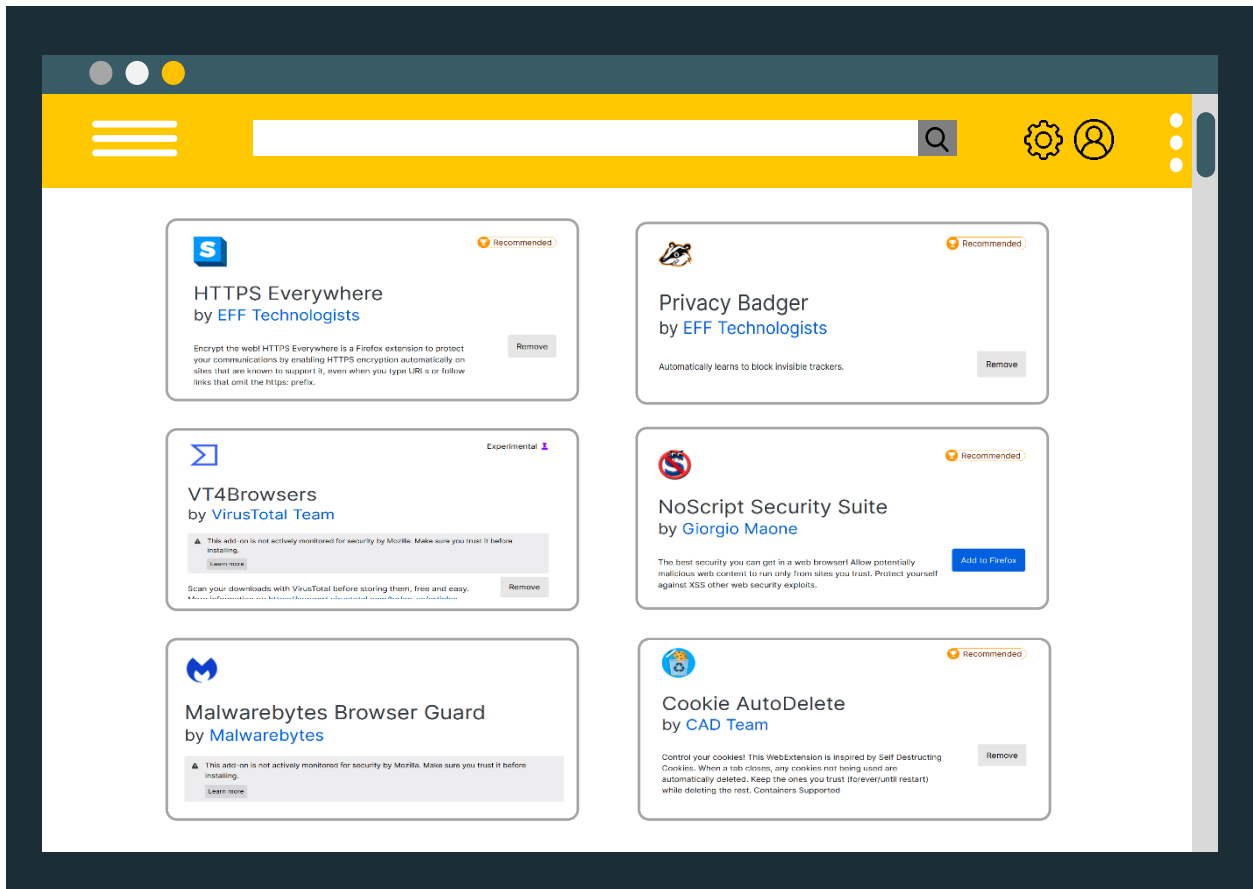 Recommended
HTTPS Everywhere
by EFF Technologists
Encrypt the web! HTTPS Everywhere is a Firefox extension to protect
your communications by enabling HTTPS encryption automatically on
sites that are known to support it, even when you type URLs or follow
links that omit the https: prefix.
Remove
Recommended
Privacy Badger
by EFF Technologists
Automatically learns to block invisible trackers.
Remove
Experimental
VT4Browsers
by VirusTotal Team
This add-on is not actively monitored for security by Mozilla. Make sure you trust it before
installing.
Learn more
Scan your downloads with VirusTotal before storing them, free and easy.
Remove
Recommended
NoScript Security Suite
by Giorgio Maone
The best security you can get in a web browser! Allow potentially
malicious web content to run only from sites you trust. Protect yourself
against XSS other web security exploits.
Add to Firefox
Malwarebytes Browser Guard
by Malwarebytes
This add-on is not actively monitored for security by Mozilla. Make sure you trust it before
installing.
Learn more
Recommended
Cookie AutoDelete
by CAD Team
Control your cookies! This WebExtension is inspired by Self Destructing
Cookies. When a tab closes, any cookies not being used are
automatically deleted. Keep the ones you trust (forever/until restart)
while deleting the rest. Containers Supported
Remove